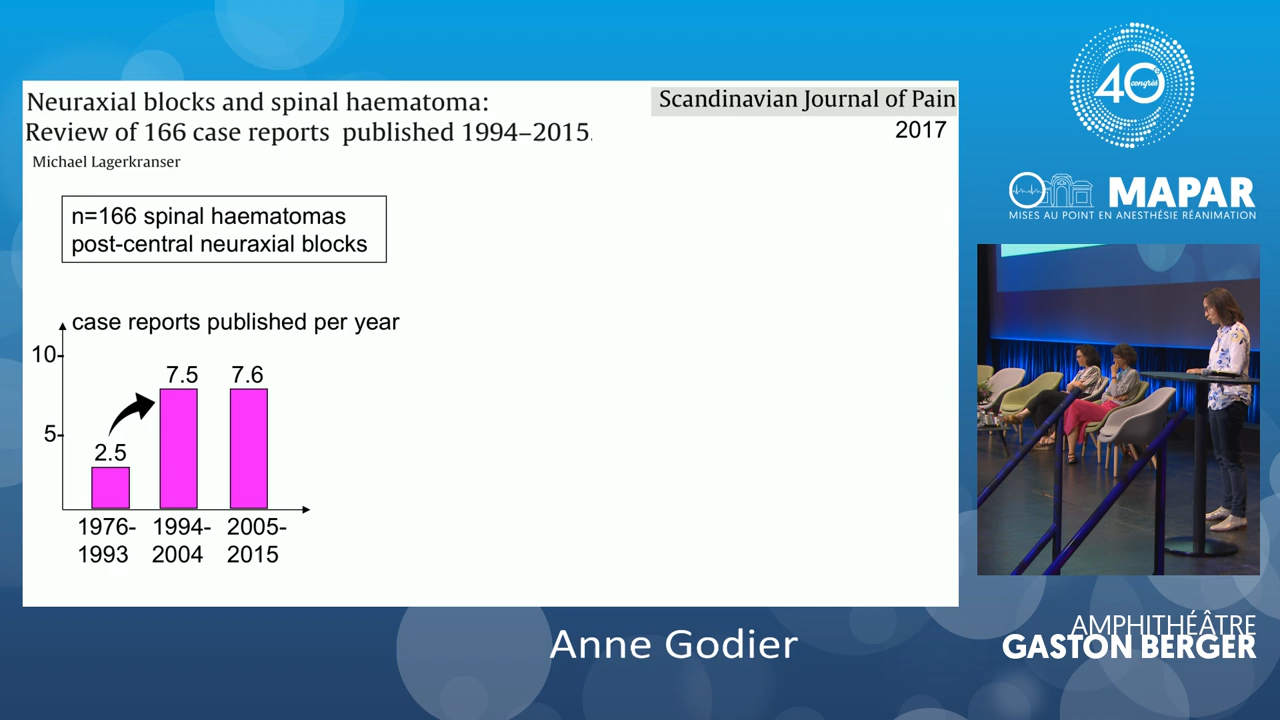 Neuraxial blocks and spinal haematoma:
Review of 166 case reports published 1994–2015.
Michael Lagerkranser
Scandinavian Journal of Pain
2017
n=166 spinal haematomas
post-central neuraxial blocks
case reports published per year
10
5
2.5
7.5
7.6
1976-
1993
1994-
2004
2005-
2015
40e
congrès
MAPAR
MISES AU POINT EN ANESTHÉSIE RÉANIMATION
AMPHITHÉÂTRE
GASTON BERGER
Anne Godier